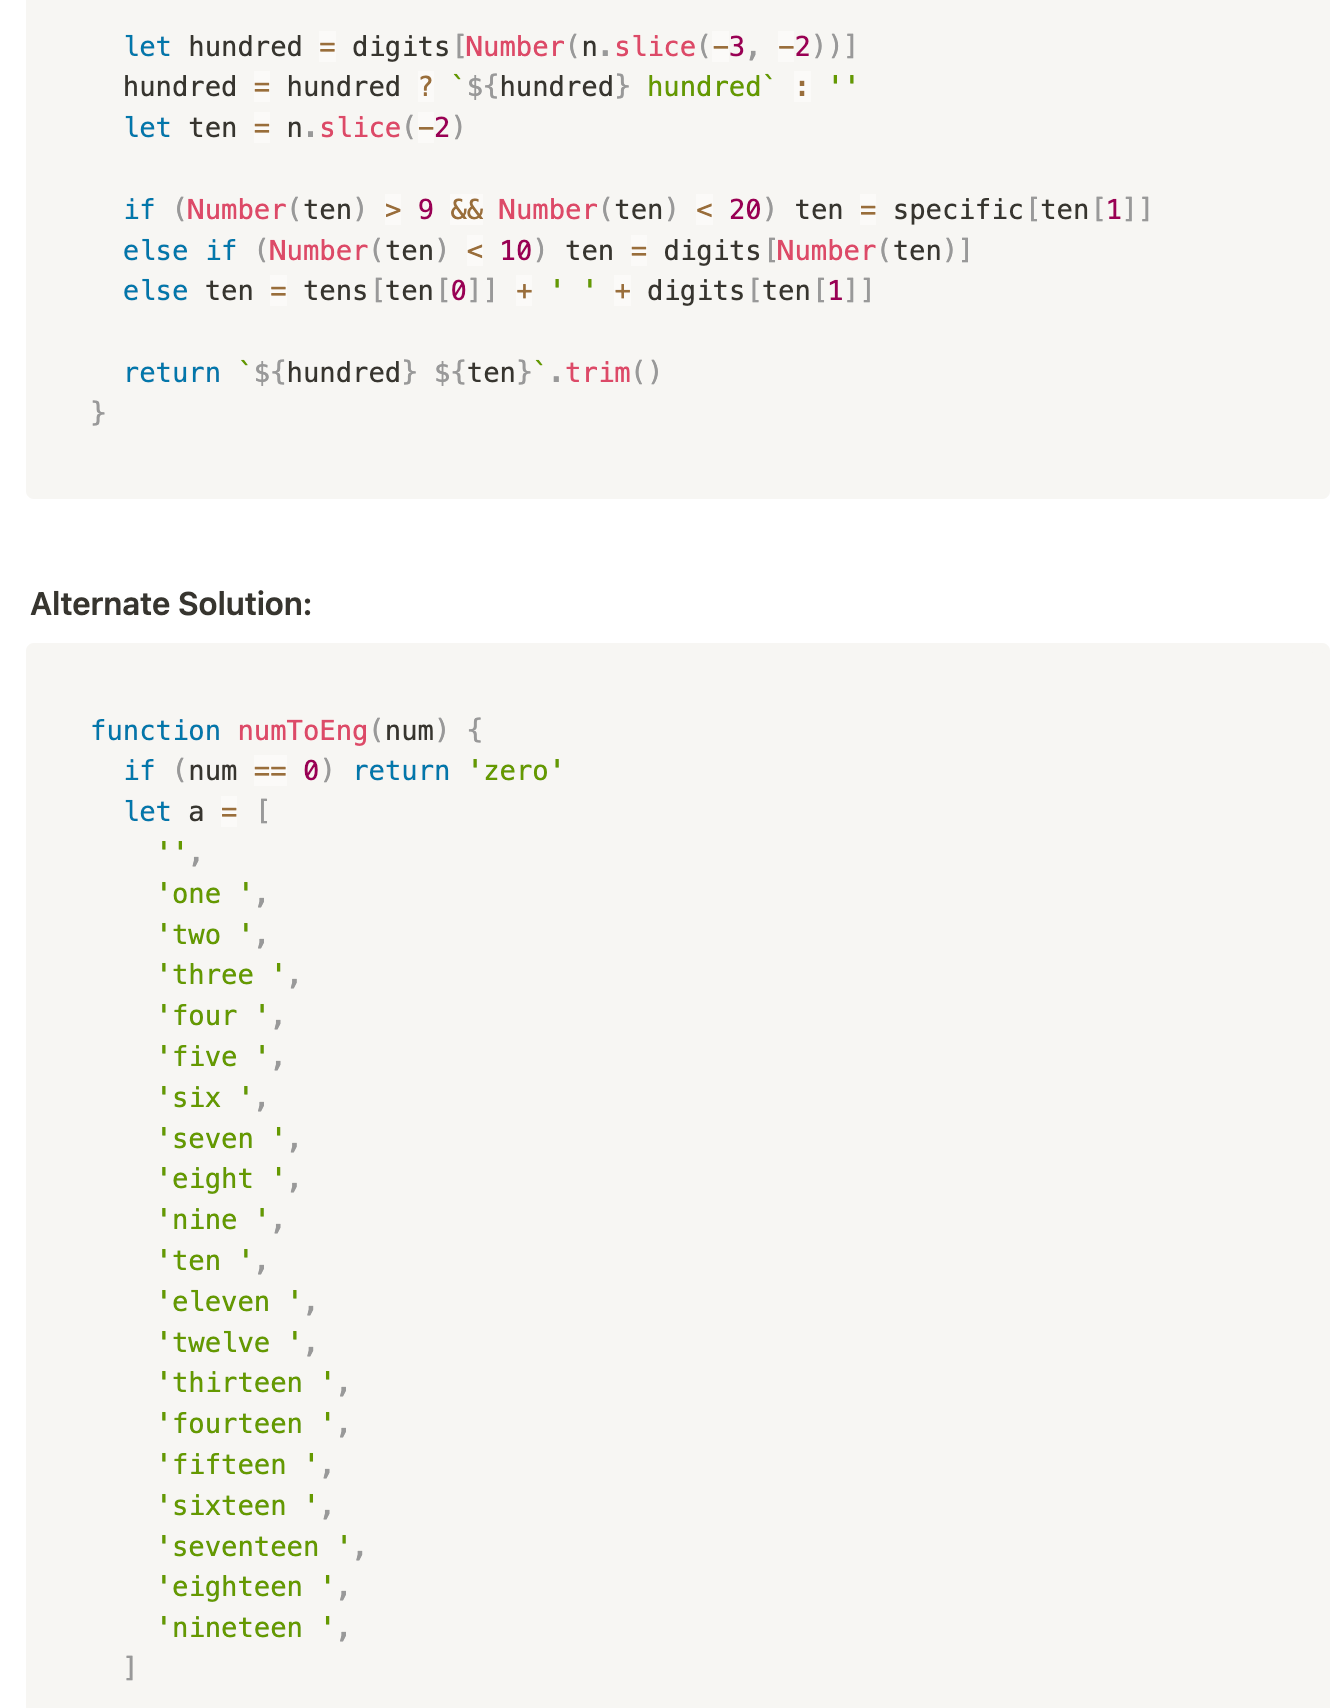 let hundred = digits[Number(n.slice(-3, -2))]
hundred = hundred ? `${hundred} hundred` : ''
let ten = n.slice(-2)
if (Number(ten) > 9 && Number(ten) < 20) ten = specific[ten[1]]
else if (Number(ten) < 10) ten = digits[Number(ten)]
else ten = tens[ten[0]] + ' ' + digits[ten[1]]
return `${hundred} ${ten}`.trim()
}
Alternate Solution:
function numToEng(num) {
if (num == 0) return 'zero'
let a = [
'',
'one ',
'two ',
'three ',
'four ',
'five ',
'six ',
'seven ',
'eight ',
'nine ',
'ten ',
'eleven ',
'twelve ',
'thirteen ',
'fourteen ',
'fifteen ',
'sixteen ',
'seventeen ',
'eighteen ',
'nineteen ',
]